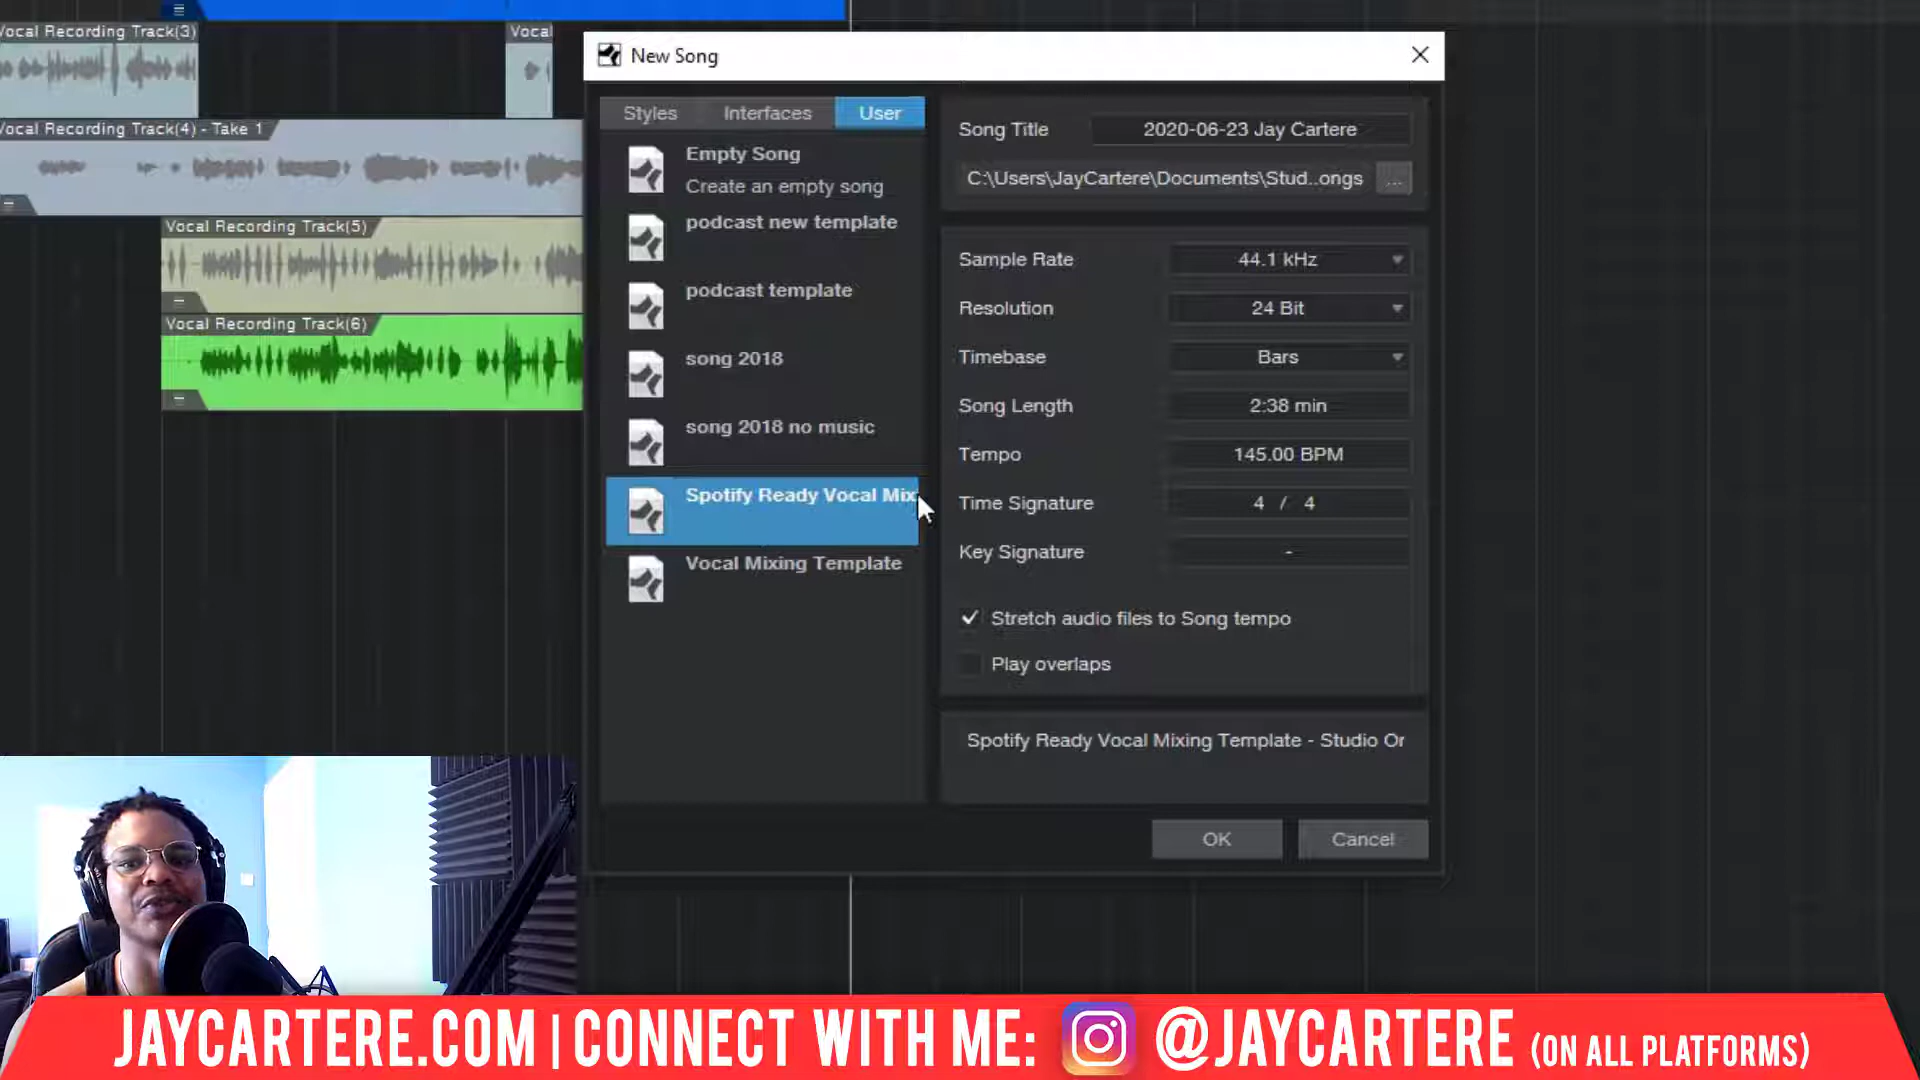 Vocal Recording Track(3)
Vocal
Vocal Recording Track(4) - Take 1
Vocal Recording Track(5)
Vocal Recording Track(6)
New Song
Styles
Interfaces
User
Empty Song
Create an empty song
podcast new template
podcast template
song 2018
song 2018 no music
Spotify Ready Vocal Mix
Vocal Mixing Template
Song Title
2020-06-23 Jay Cartere
C:\Users\JayCartere\Documents\Stud..ongs
...
Sample Rate
44.1 kHz
Resolution
24 Bit
Timebase
Bars
Song Length
2:38 min
Tempo
145.00 BPM
Time Signature
4 / 4
Key Signature
-
Stretch audio files to Song tempo
Play overlaps
Spotify Ready Vocal Mixing Template - Studio Or
OK
Cancel
JAYCARTERE.COM | CONNECT WITH ME: @JAYCARTERE (ON ALL PLATFORMS)